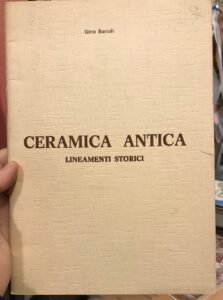 Gino Barioli
CERAMICA ANTICA
LINEAMENTI STORICI